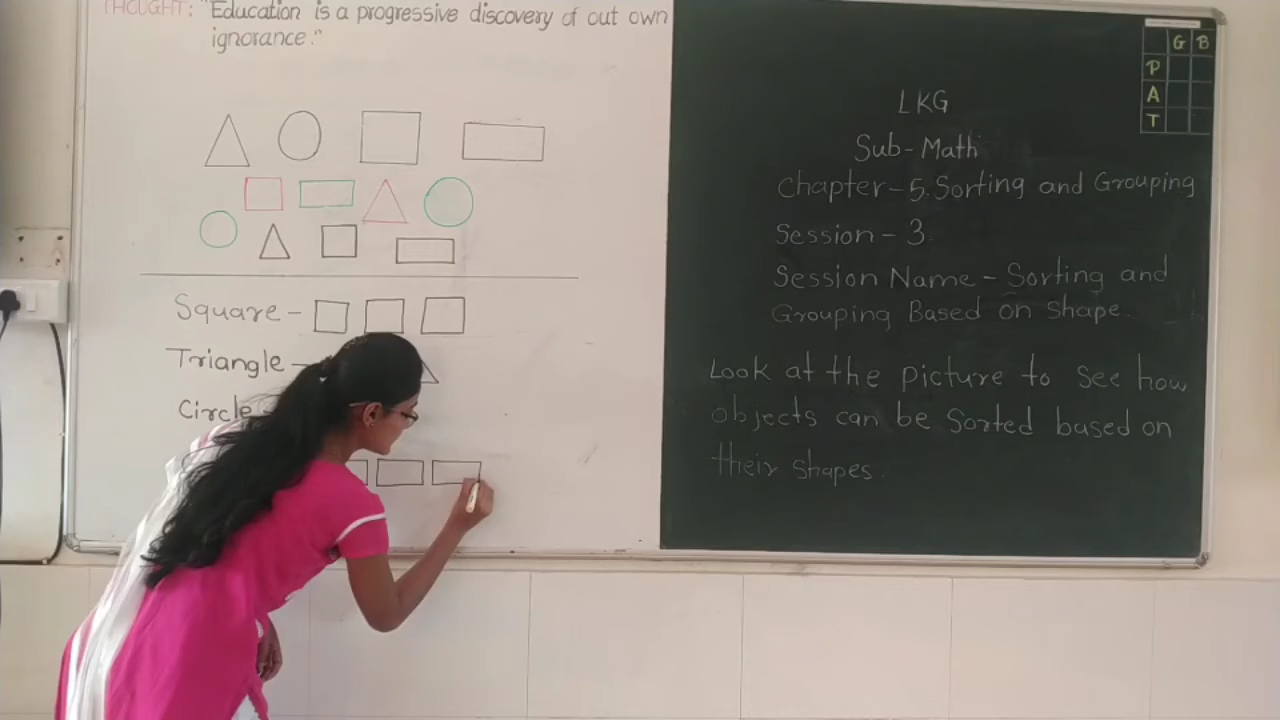 THOUGHT: "Education is a progressive discovery of out own
ignorance."
Square -
Triangle -
Circle
G B
P
A
T
LKG
Sub- Math
Chapter- 5. Sorting and Grouping
Session - 3.
Session Name - Sorting and
Grouping Based on shape.
Look at the picture to see how
objects can be Sorted based on
their shapes.